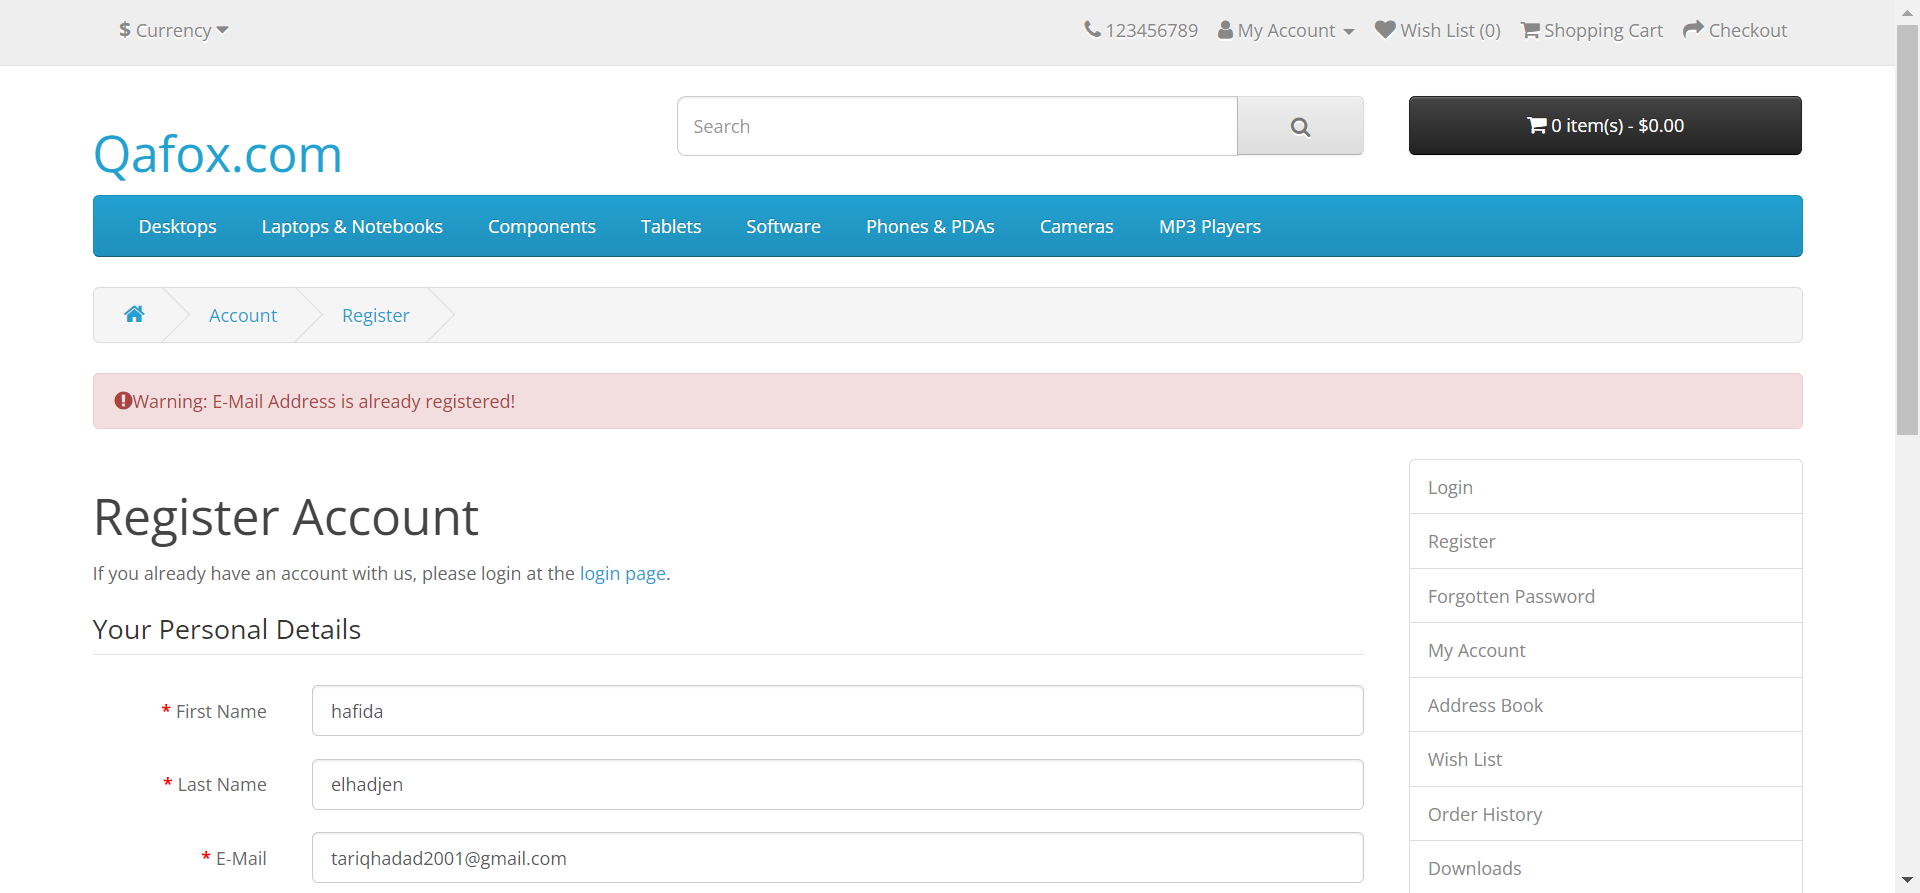 $ Currency
123456789 My Account Wish List (0) Shopping Cart Checkout
Qafox.com
Search
0 item(s) - $0.00
Desktops Laptops & Notebooks Components Tablets Software Phones & PDAs Cameras MP3 Players
Account Register
Warning: E-Mail Address is already registered!
Register Account
If you already have an account with us, please login at the login page.
Your Personal Details
* First Name hafida
* Last Name elhadjen
* E-Mail tariqhadad2001@gmail.com
Login
Register
Forgotten Password
My Account
Address Book
Wish List
Order History
Downloads